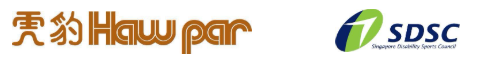 虎豹 Haw par
SDSC
Singapore Disability Sports Council